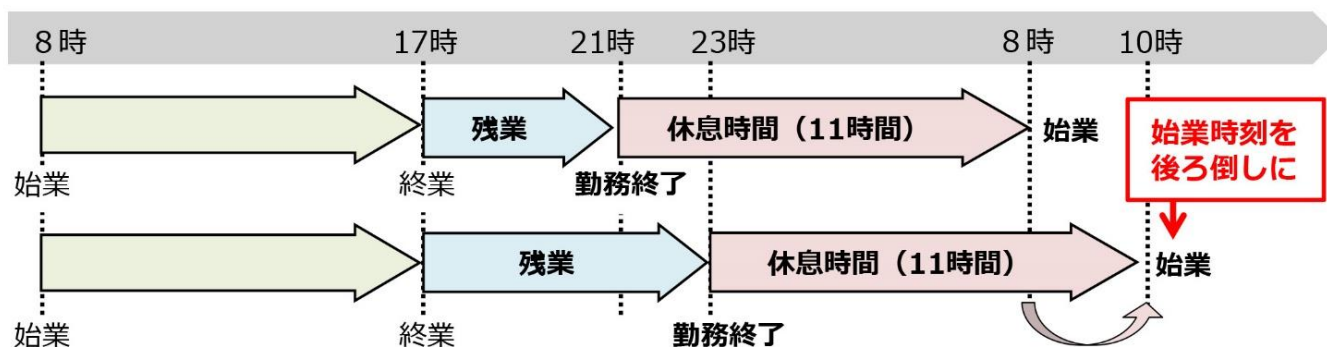 8時 17時 21時 23時 8時 10時
残業 休息時間（11時間） 始業
始業時刻を
後ろ倒しに
始業 終業 勤務終了
残業 休息時間（11時間） 始業
始業 終業 勤務終了